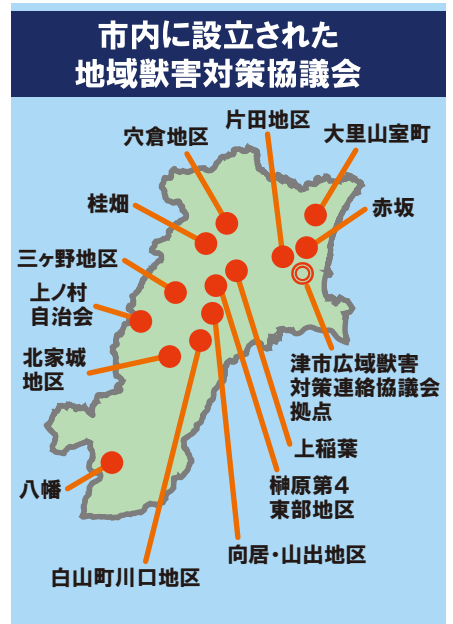 市内に設立された
地域獣害対策協議会
片田地区
穴倉地区
大里山室町
桂畑
赤坂
三ヶ野地区
上ノ村
自治会
北家城
地区
津市広域獣害
対策連絡協議会
拠点
上稲葉
榊原第4
東部地区
八幡
向居・山出地区
白山町川口地区